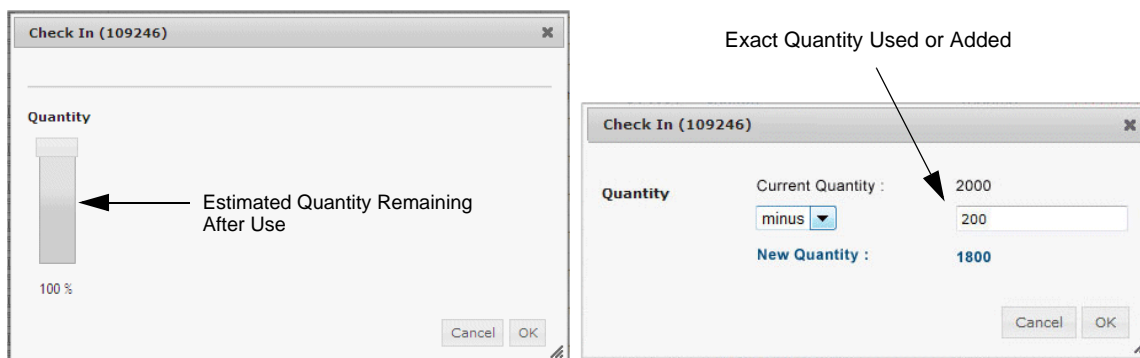 Check In (109246)
Quantity
Estimated Quantity Remaining
After Use
100 %
Cancel OK
Exact Quantity Used or Added
Check In (109246)
Quantity
Current Quantity : 2000
minus 200
New Quantity : 1800
Cancel OK